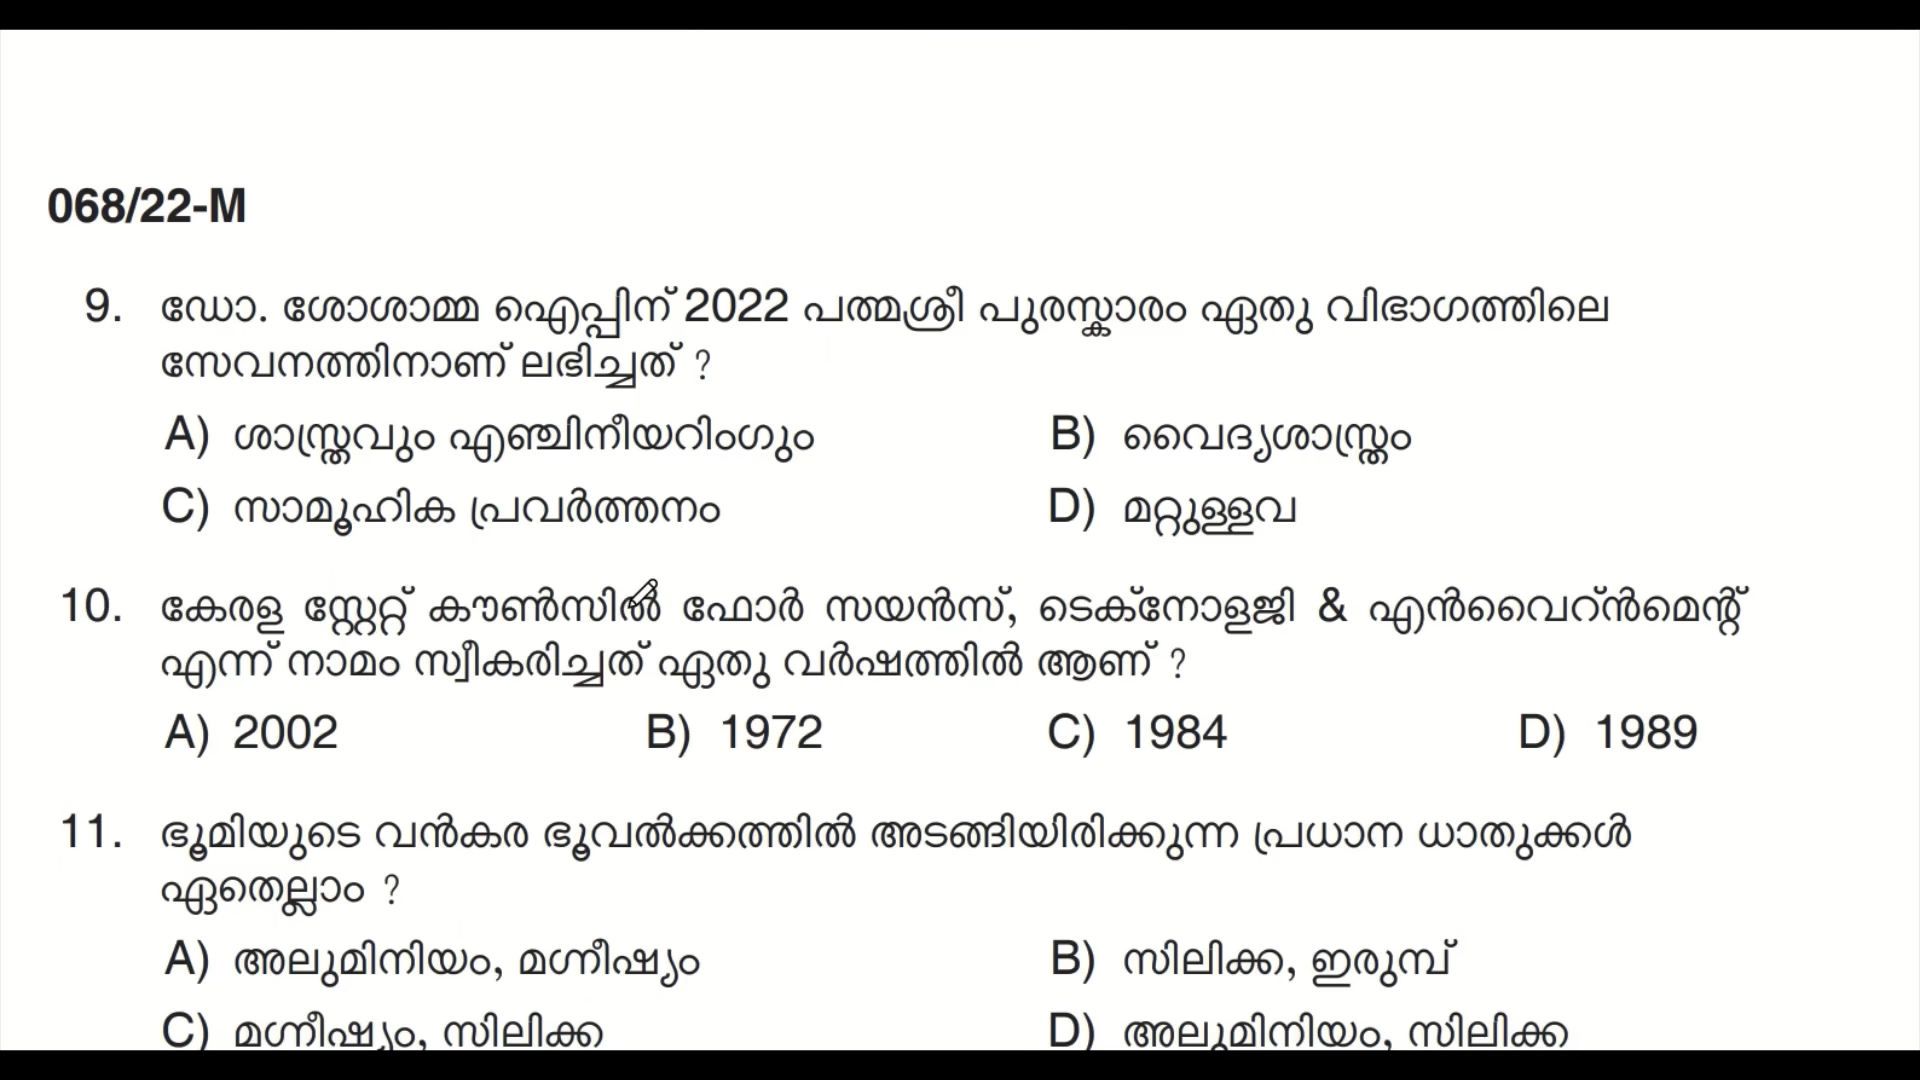 068/22-M
9. ഡോ. ശോശാമ്മ ഐപ്പിന് 2022 പത്മശ്രീ പുരസ്കാരം ഏതു വിഭാഗത്തിലെ
സേവനത്തിനാണ് ലഭിച്ചത് ?
A) ശാസ്ത്രവും എഞ്ചിനീയറിംഗും B) വൈദ്യശാസ്ത്രം
C) സാമൂഹിക പ്രവർത്തനം D) മറ്റുള്ളവ
10. കേരള സ്റ്റേറ്റ് കൗൺസിൽ ഫോർ സയൻസ്, ടെക്നോളജി & എൻവൈറ്ൻമെന്റ്
എന്ന് നാമം സ്വീകരിച്ചത് ഏതു വർഷത്തിൽ ആണ് ?
A) 2002 B) 1972 C) 1984 D) 1989
11. ഭൂമിയുടെ വൻകര ഭൂവൽക്കത്തിൽ അടങ്ങിയിരിക്കുന്ന പ്രധാന ധാതുക്കൾ
ഏതെല്ലാം ?
A) അലുമിനിയം, മഗ്നീഷ്യം B) സിലിക്ക, ഇരുമ്പ്
C) മഗ്നീഷ്യം, സിലിക്ക D) അലുമിനിയം, സിലിക്ക